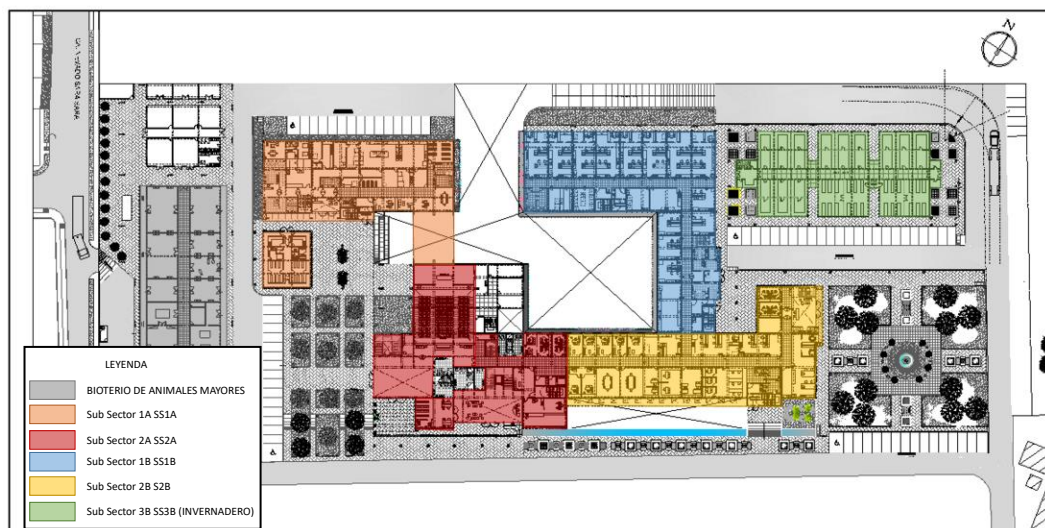 N
LEYENDA
BIOTERIO DE ANIMALES MAYORES
Sub Sector 1A SS1A
Sub Sector 2A SS2A
Sub Sector 1B SS1B
Sub Sector 2B S2B
Sub Sector 3B SS3B (INVERNADERO)